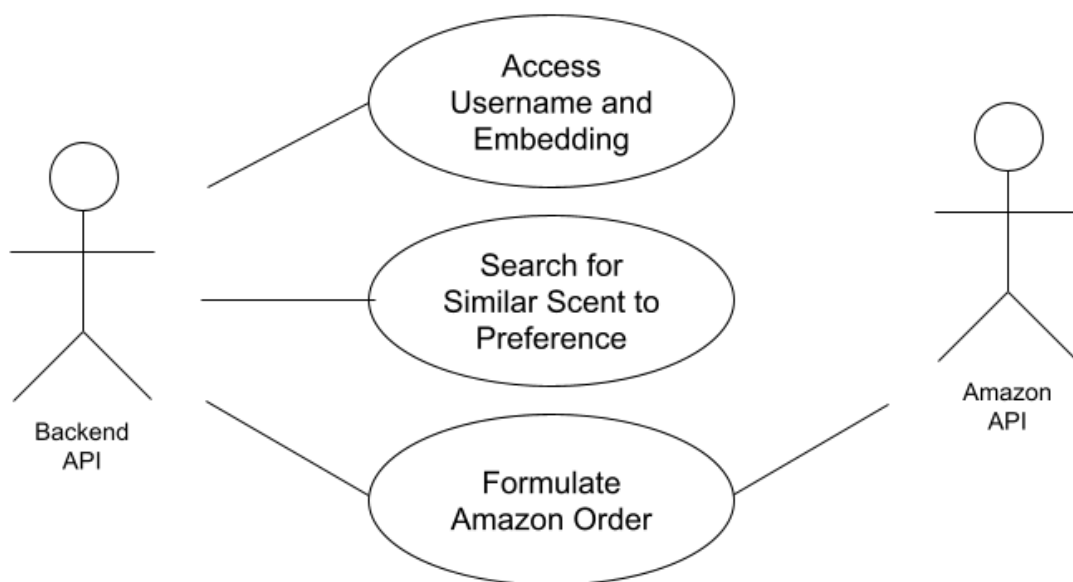 Access
Username and
Embedding
Search for
Similar Scent to
Preference
Formulate
Amazon Order
Backend
API
Amazon
API